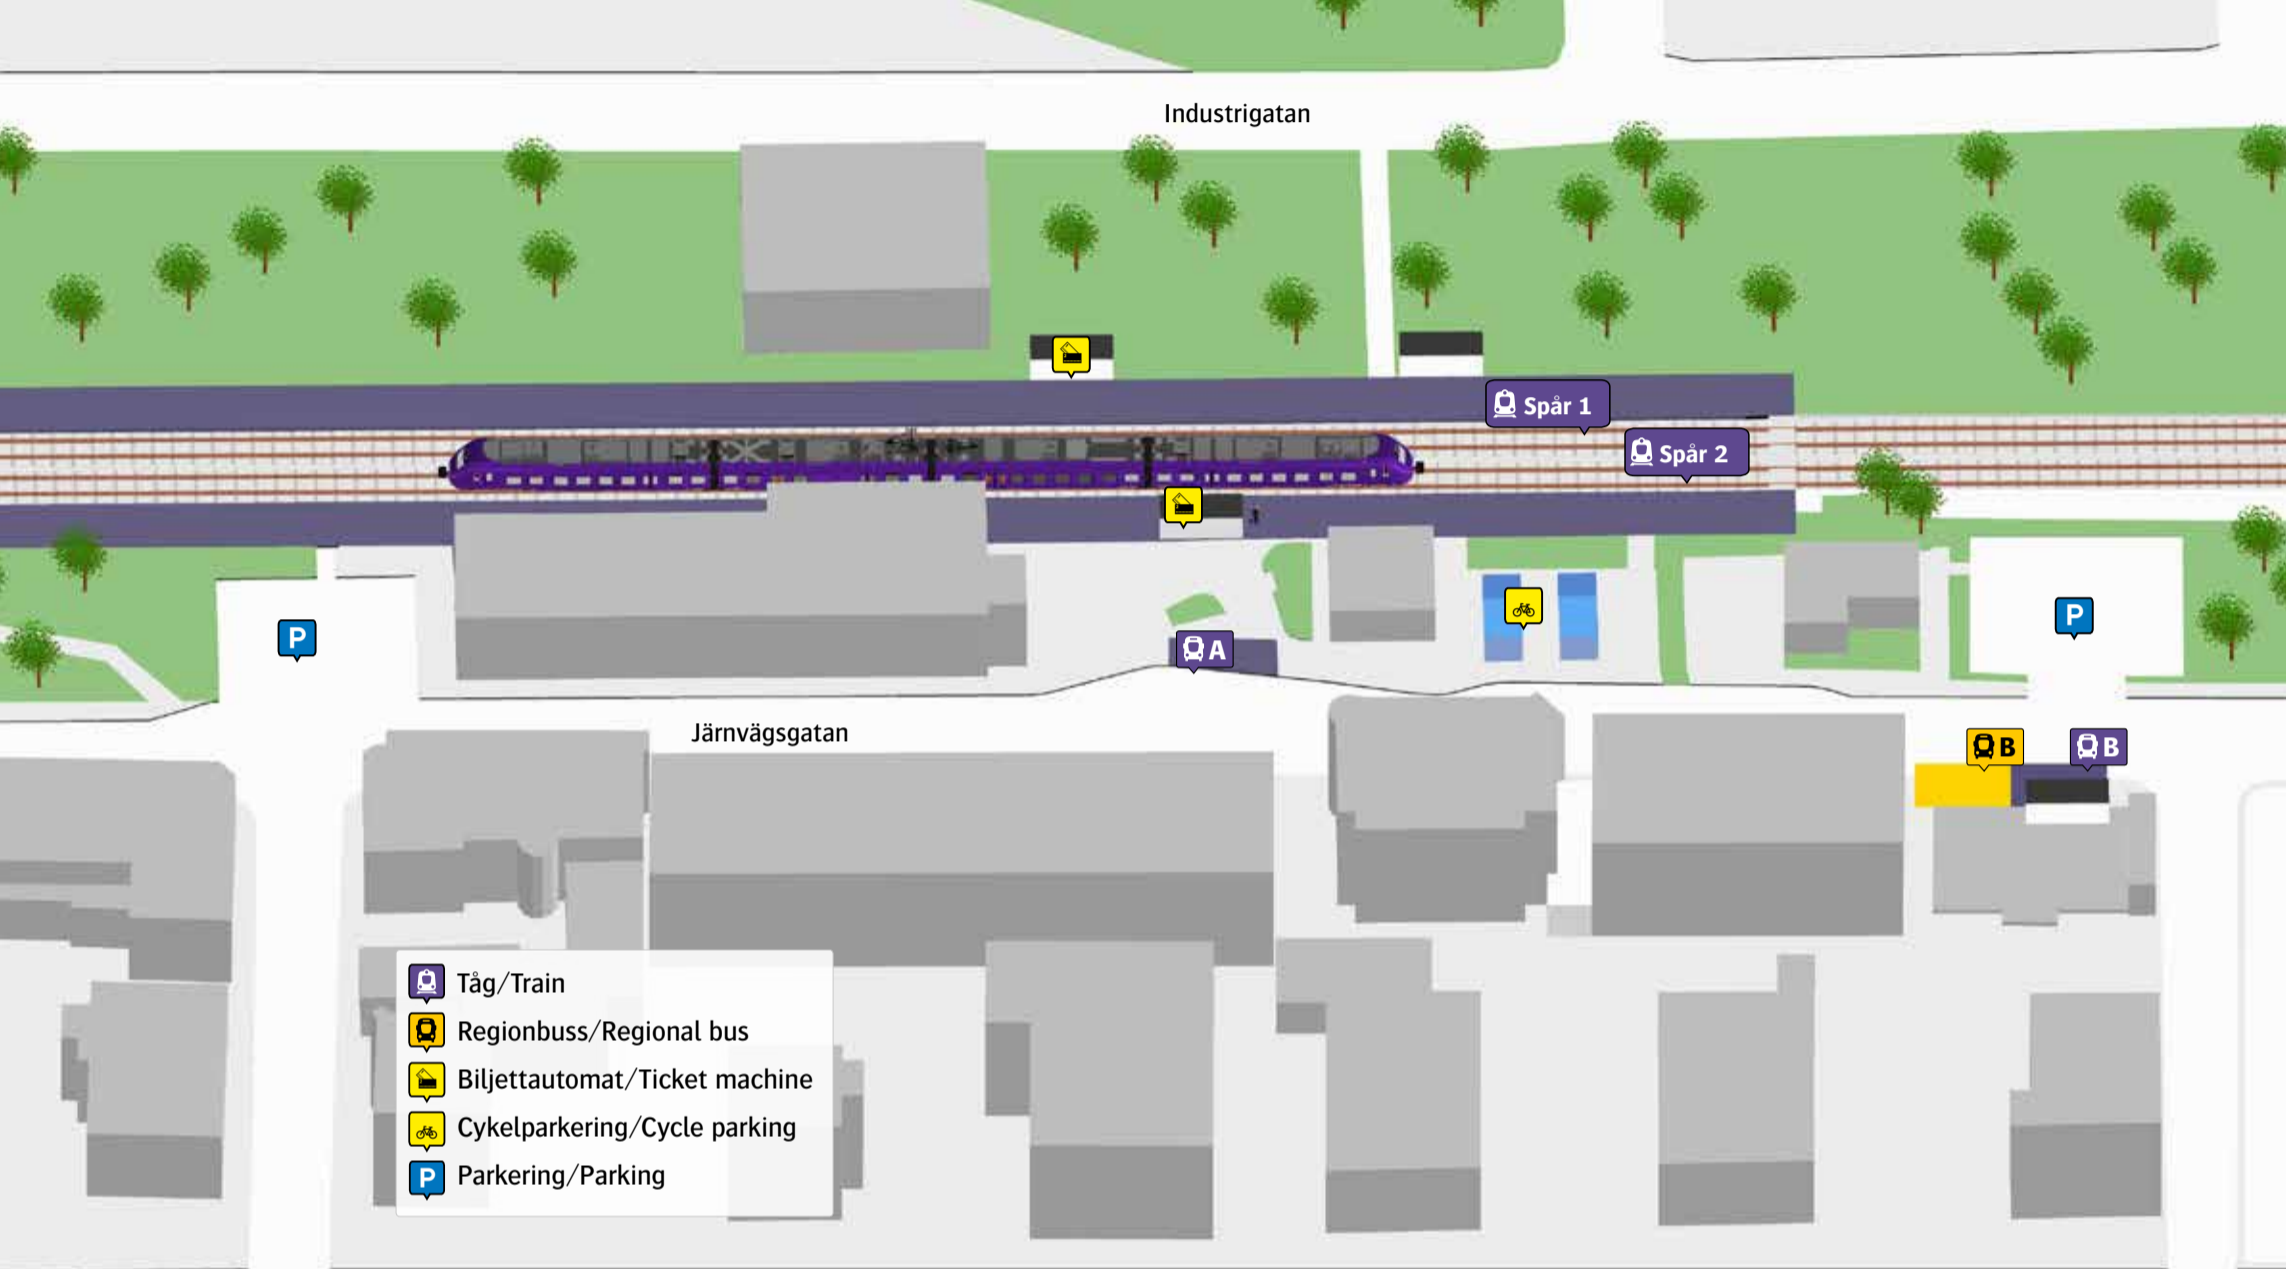 Industrigatan
Spår 1
Spår 2
P
P
A
Järnvägsgatan
B
B
Tåg/Train
Regionbuss/Regional bus
Biljettautomat/Ticket machine
Cykelparkering/Cycle parking
P Parkering/Parking